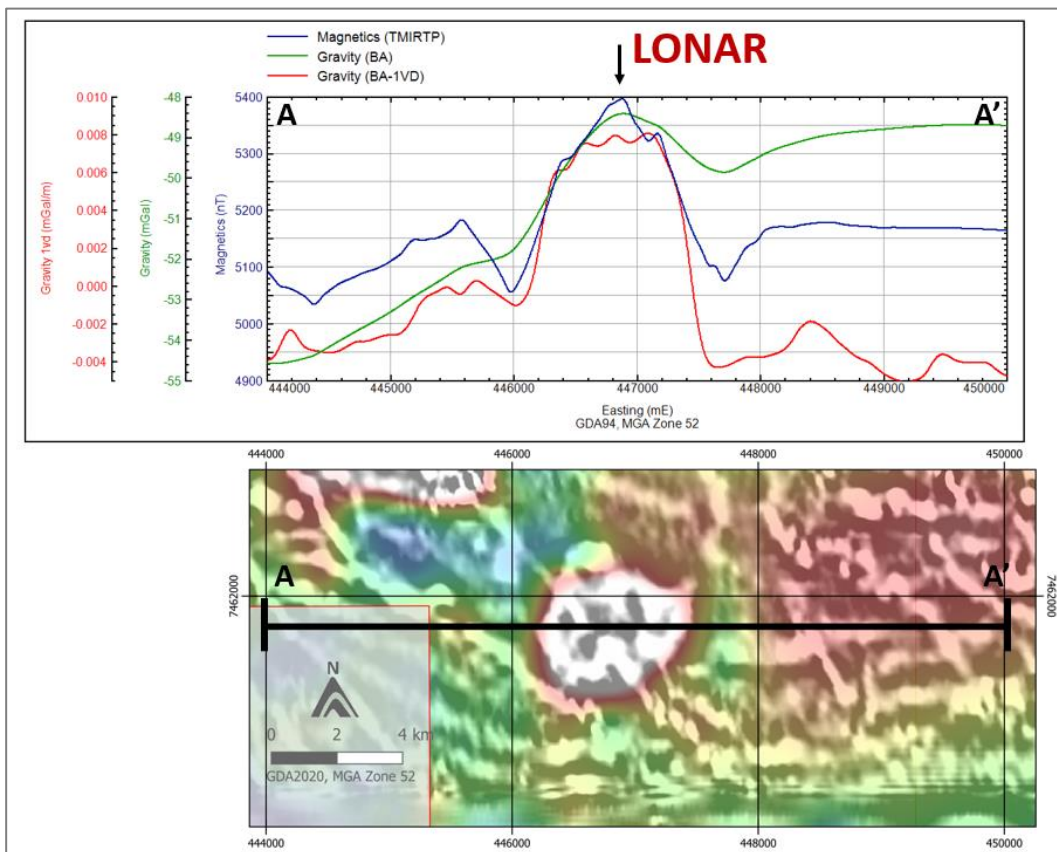 Magnetics (TMIRTP)
Gravity (BA)
Gravity (BA-1VD)
LONAR
A
A'
Gravity 1vd (mGal/m)
0.010
0.008
0.006
0.004
0.002
0.000
-0.002
-0.004
Gravity (mGal)
-48
-49
-50
-51
-52
-53
-54
-55
Magnetics (nT)
5400
5300
5200
5100
5000
4900
444000 445000 446000 447000 448000 449000 450000
Easting (mE)
GDA94, MGA Zone 52
444000 446000 448000 450000
A
A'
7462000
7462000
N
0 2 4 km
GDA2020, MGA Zone 52
444000 446000 448000 450000